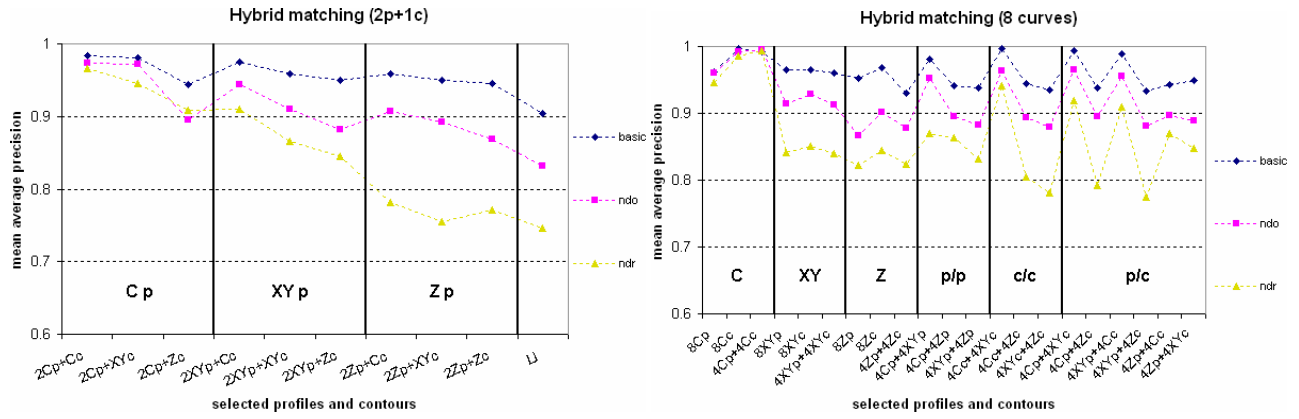 Hybrid matching (2p+1c)
mean average precision
1
0.9
0.8
0.7
0.6
C p
XY p
Z p
2Cp+Cc
2Cp+XYc
2Cp+Zc
2XYp+Cc
2XYp+XYc
2XYp+Zc
2Zp+Cc
2Zp+XYc
2Zp+Zc
LJ
selected profiles and contours
basic
ndo
ndr
Hybrid matching (8 curves)
mean average precision
1
0.9
0.8
0.7
0.6
C
XY
Z
p/p
c/c
p/c
8Cp
8Cc
4Cp+4Cc
8XYp
8XYc
4XYp+4XYc
8Zp
8Zc
4Zp+4Zc
4Cp+4XYp
4Cp+4Zp
4XYp+4Zp
4Cc+4XYc
4Cc+4Zc
4XYc+4Zc
4Cp+4XYc
4Cp+4Zc
4XYp+4Cc
4XYp+4Zc
4Zp+4Cc
4Zp+4XYc
selected profiles and contours
basic
ndo
ndr